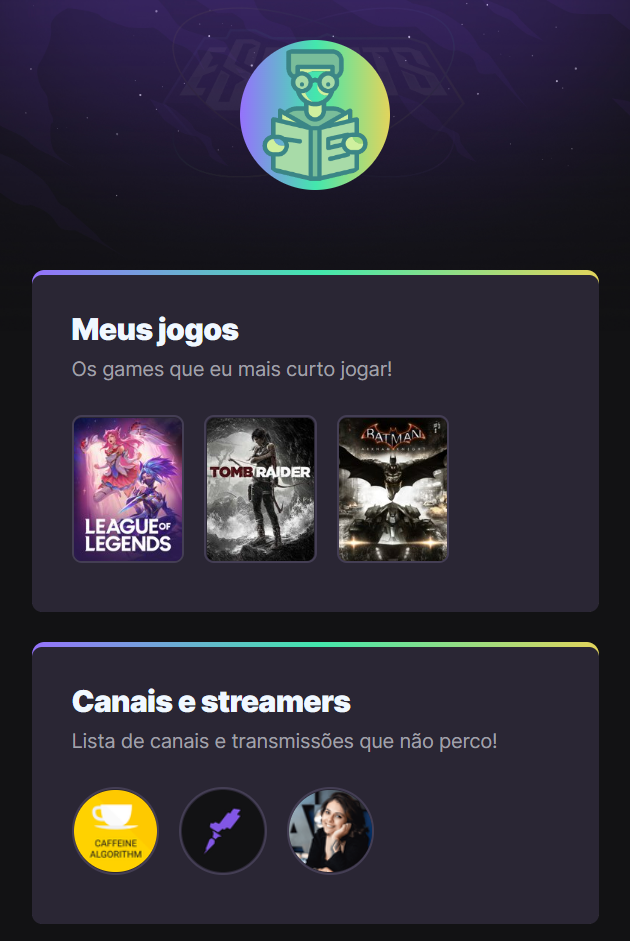 Meus jogos
Os games que eu mais curto jogar!
LEAGUE OF
LEGENDS
TOMB RAIDER
BATMAN
ARKHAM KNIGHT
Canais e streamers
Lista de canais e transmissões que não perco!
CAFFEINE
ALGORITHM